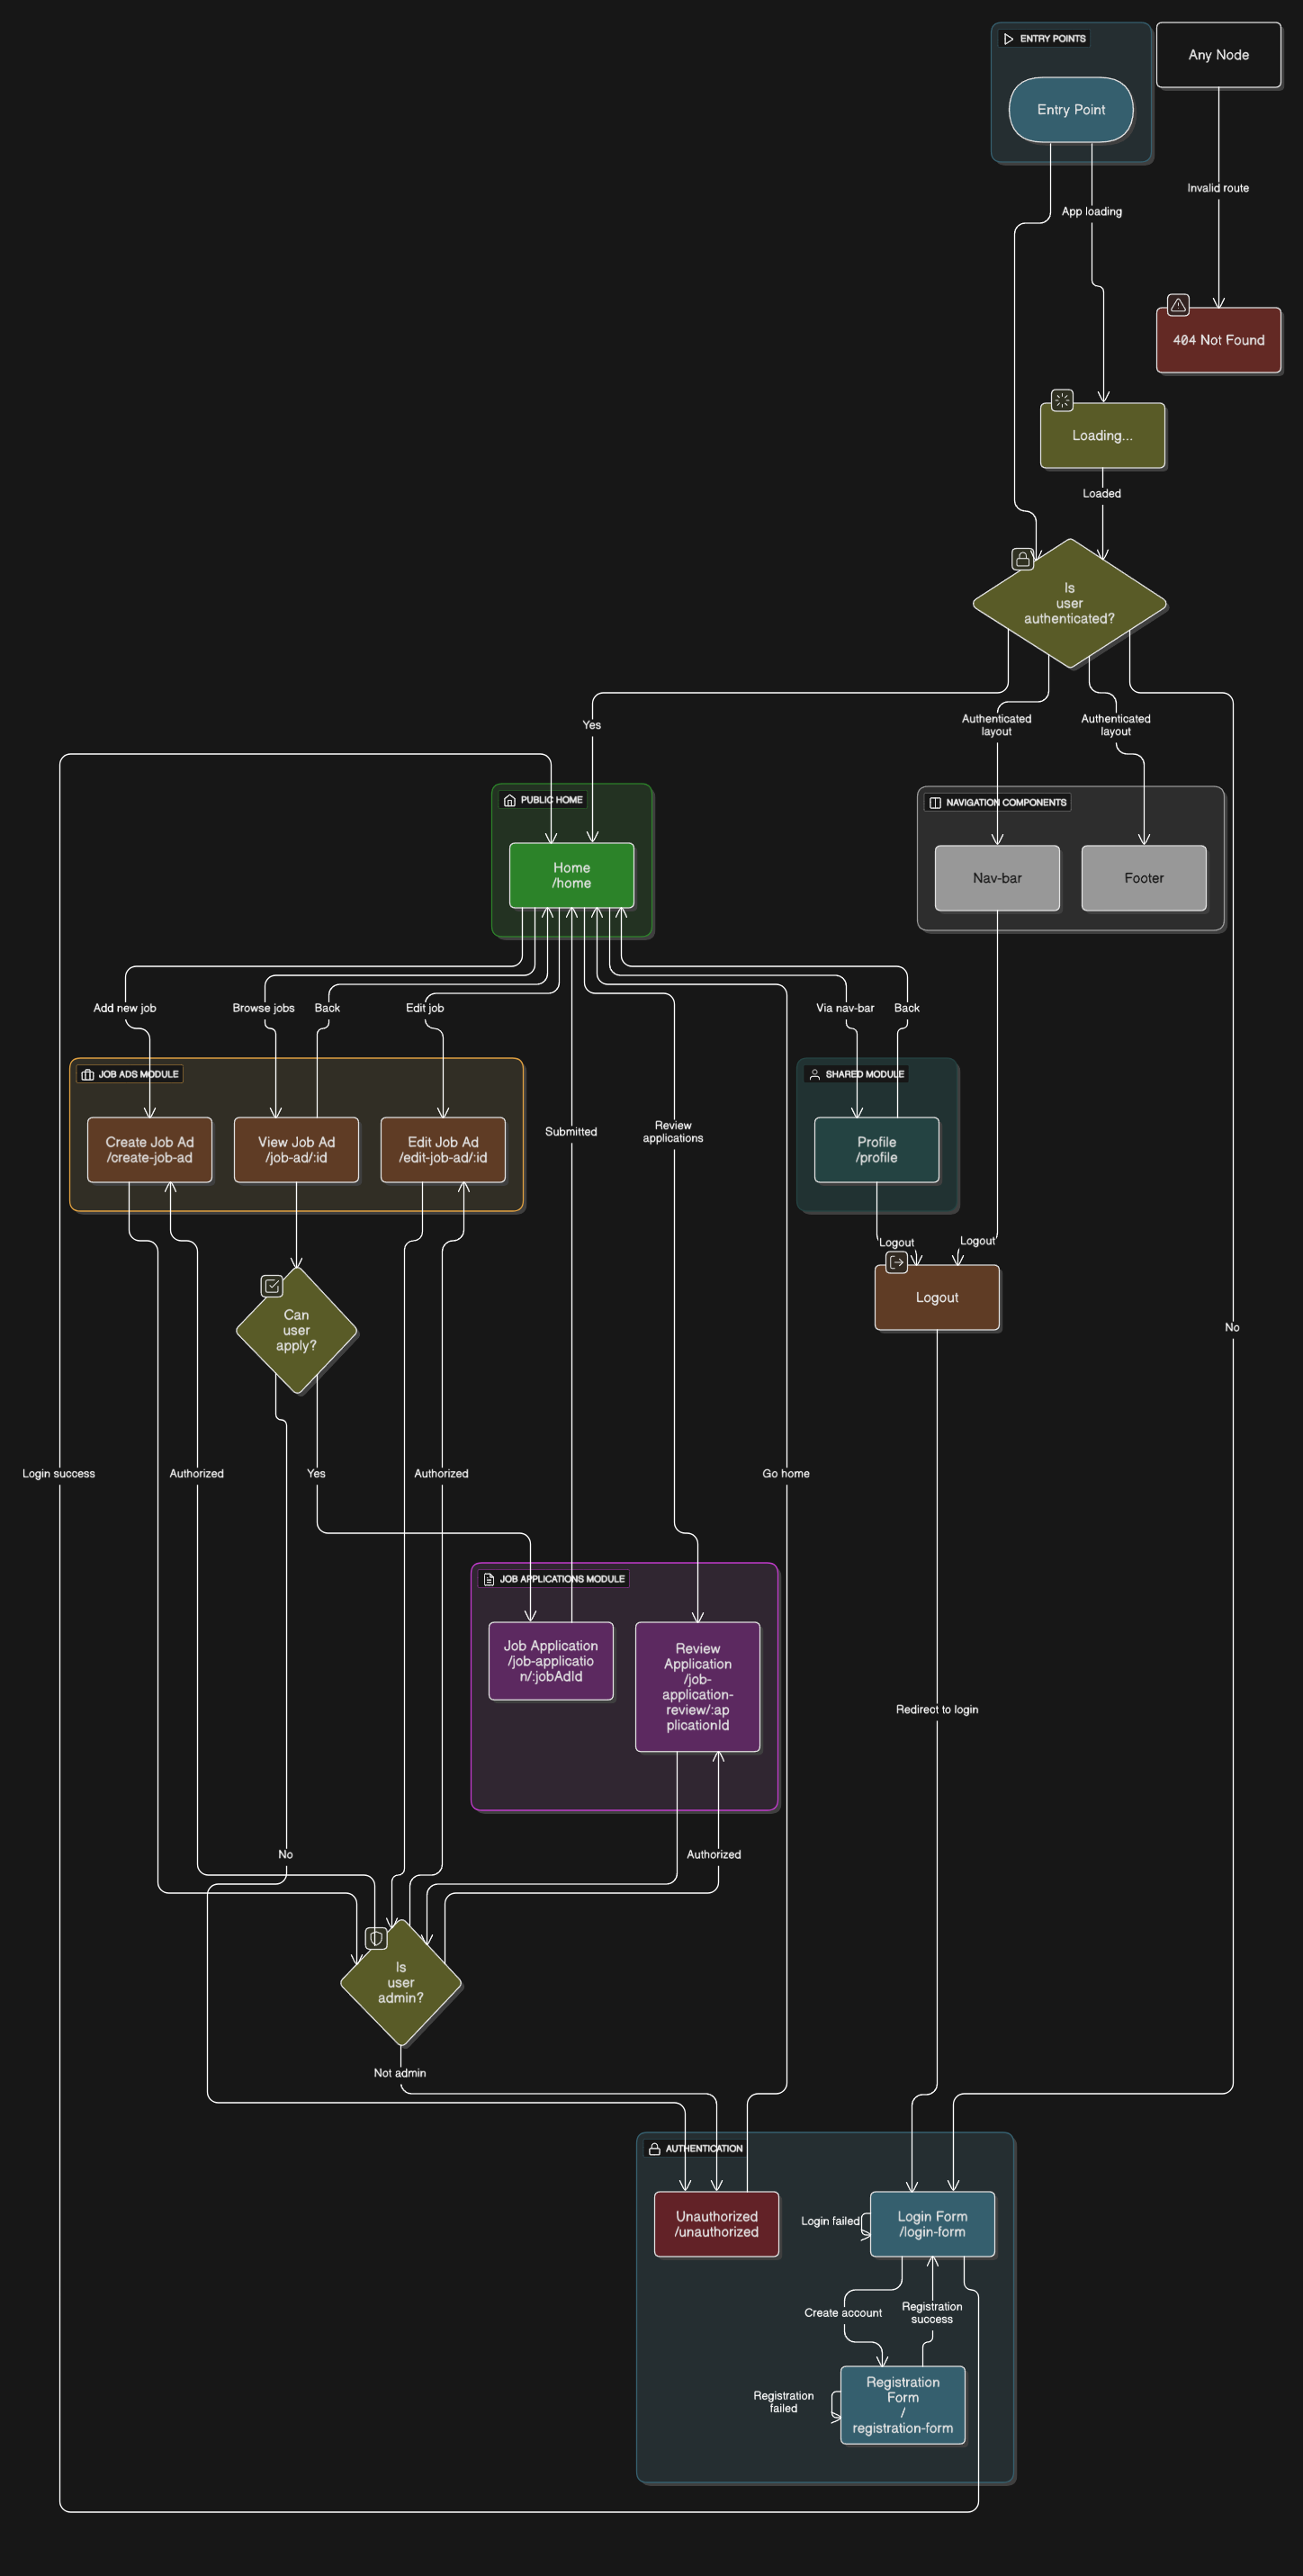 ENTRY POINTS
Any Node
Entry Point
Invalid route
App loading
404 Not Found
Loading...
Loaded
Is
user
authenticated?
Yes
Authenticated
layout
Authenticated
layout
PUBLIC HOME
NAVIGATION COMPONENTS
Home
/home
Nav-bar
Footer
Add new job
Browse jobs
Back
Edit job
Via nav-bar
Back
JOB ADS MODULE
SHARED MODULE
Create Job Ad
/create-job-ad
View Job Ad
/job-ad/:id
Edit Job Ad
/edit-job-ad/:id
Submitted
Review
applications
Profile
/profile
Logout
Logout
Logout
Can
user
apply?
No
Login success
Authorized
Yes
Authorized
Go home
JOB APPLICATIONS MODULE
Job Application
/job-applicatio
n/:jobAdId
Review
Application
/job-
application-
review/:ap
plicationId
Redirect to login
No
Authorized
Is
user
admin?
Not admin
AUTHENTICATION
Unauthorized
/unauthorized
Login failed
Login Form
/login-form
Create account
Registration
success
Registration
failed
Registration
Form
/
registration-form